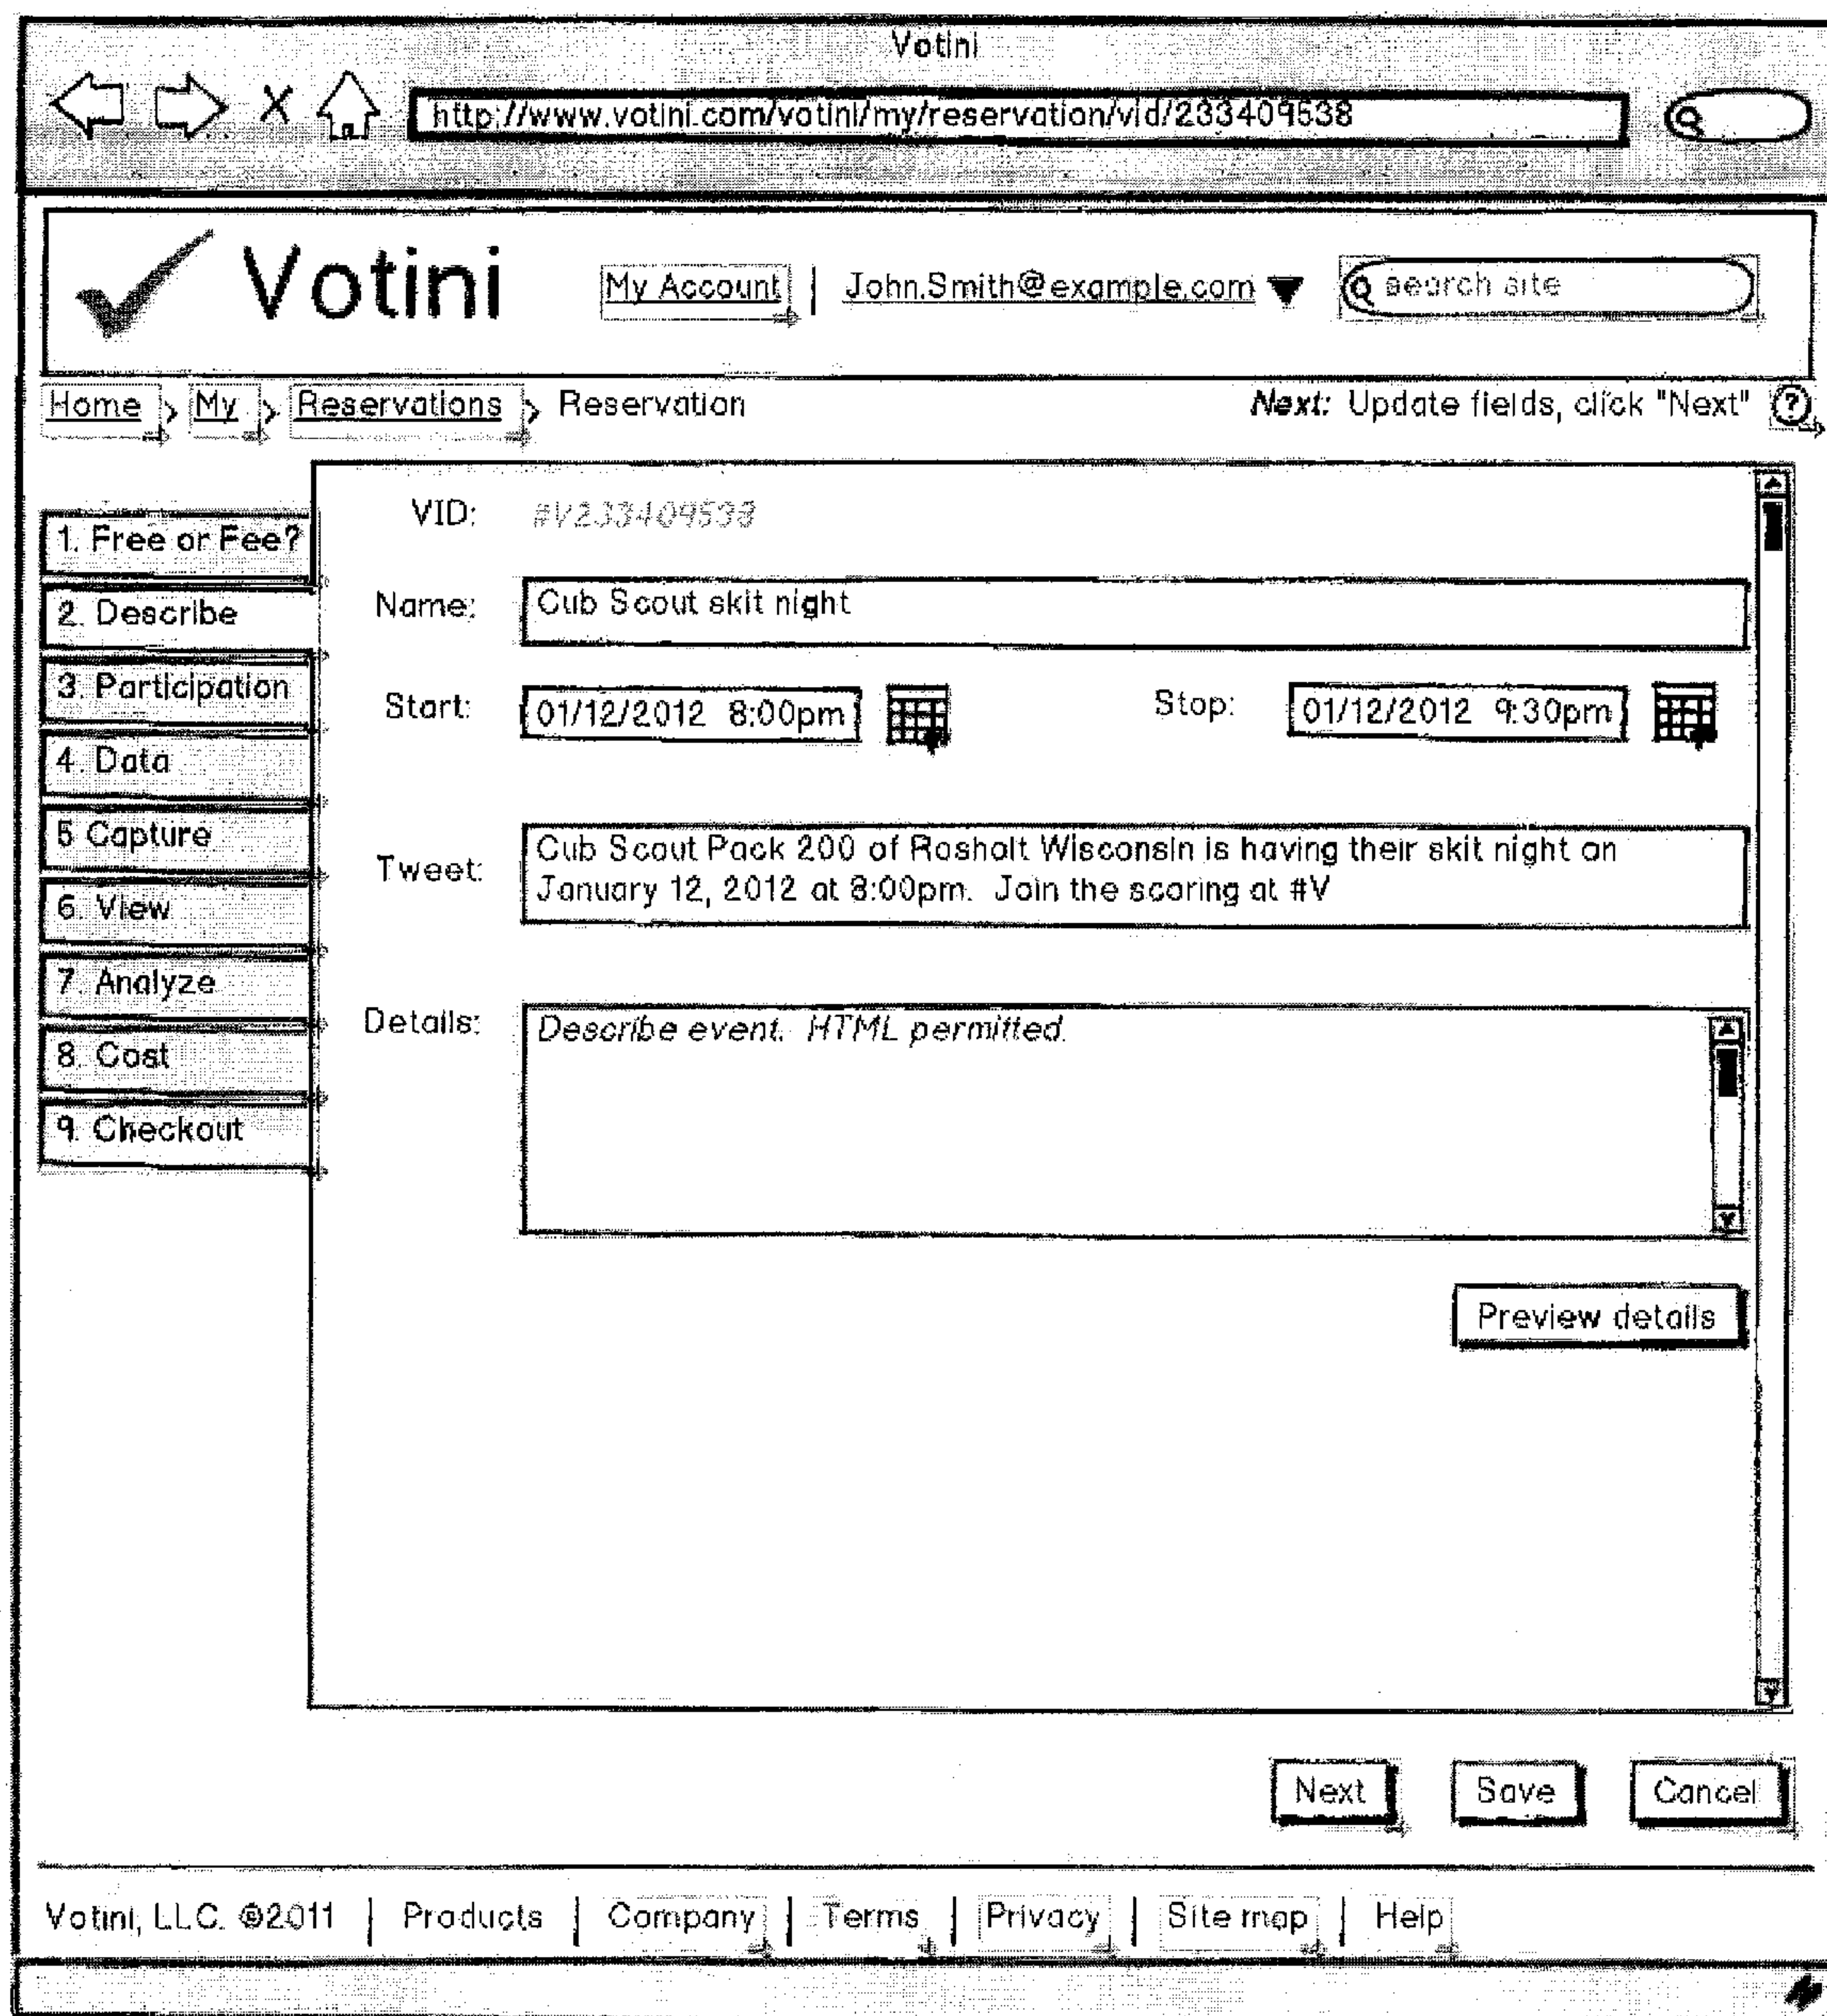 Votini
http://www.votini.com/votini/my/reservation/vid/233409538
Votini My Account | John.Smith@example.com search site
Home > My > Reservations > Reservation Next: Update fields, click "Next" ?
VID: #V233409538
1. Free or Fee?
2. Describe
3. Participation
4. Data
5 Capture
6. View
7. Analyze
8. Cost
9. Checkout
Name: Cub Scout skit night
Start: 01/12/2012 8:00pm Stop: 01/12/2012 9:30pm
Tweet: Cub Scout Pack 200 of Rosholt Wisconsin is having their skit night on
January 12, 2012 at 8:00pm. Join the scoring at #V
Details: Describe event. HTML permitted.
Preview details
Next Save Cancel
Votini, LLC. ©2011 | Products | Company | Terms | Privacy | Site map | Help